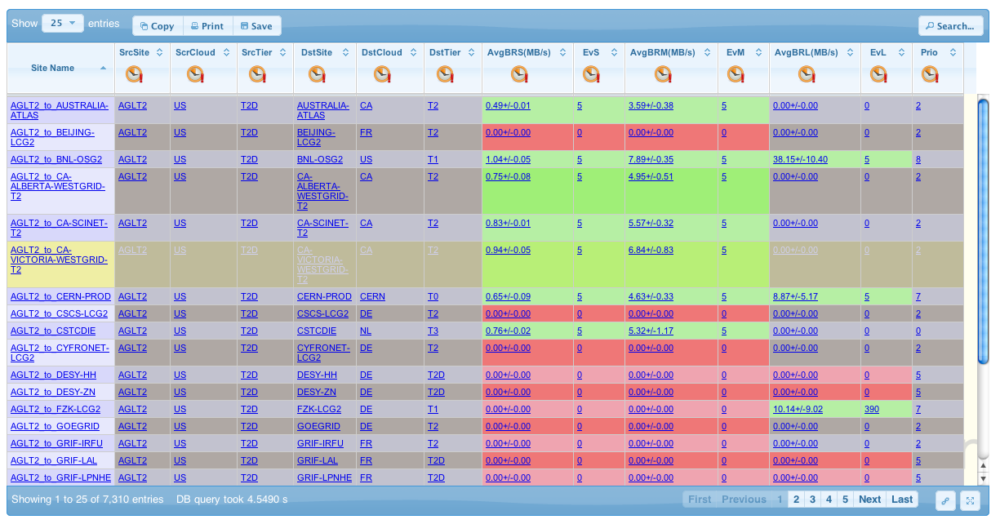 Show 25 entries Copy Print Save Search...
Site Name SrcSite ScrCloud SrcTier DstSite DstCloud DstTier AvgBRS(MB/s) EvS AvgBRM(MB/s) EvM AvgBRL(MB/s) EvL Prio
AGLT2_to_AUSTRALIA- AGLT2 US T2D AUSTRALIA- CA T2 0.49+/-0.01 5 3.59+/-0.38 5 0.00+/-0.00 0 2
ATLAS ATLAS
AGLT2_to_BEIJING- AGLT2 US T2D BEIJING- FR T2 0.00+/-0.00 0 0.00+/-0.00 0 0.00+/-0.00 0 2
LCG2 LCG2
AGLT2_to_BNL-OSG2 AGLT2 US T2D BNL-OSG2 US T1 1.04+/-0.05 5 7.89+/-0.35 5 38.15+/-10.40 5 8
AGLT2_to_CA- AGLT2 US T2D CA- CA T2 0.75+/-0.08 5 4.95+/-0.51 5 0.00+/-0.00 0 2
ALBERTA-WESTGRID- ALBERTA-
T2 WESTGRID-
T2
AGLT2_to_CA-SCINET- AGLT2 US T2D CA-SCINET- CA T2 0.83+/-0.01 5 5.57+/-0.32 5 0.00+/-0.00 0 2
T2 T2
AGLT2_to_CA- AGLT2 US T2D CA- CA T2 0.94+/-0.05 5 6.84+/-0.83 5 0.00+/-0.00 0 2
VICTORIA-WESTGRID- VICTORIA-
T2 WESTGRID-
T2
AGLT2_to_CERN-PROD AGLT2 US T2D CERN-PROD CERN T0 0.65+/-0.09 5 4.63+/-0.33 5 8.87+/-5.17 5 7
AGLT2_to_CSCS-LCG2 AGLT2 US T2D CSCS-LCG2 DE T2 0.00+/-0.00 0 0.00+/-0.00 0 0.00+/-0.00 0 2
AGLT2_to_CSTCDIE AGLT2 US T2D CSTCDIE NL T3 0.76+/-0.02 5 5.32+/-1.17 5 0.00+/-0.00 0 0
AGLT2_to_CYFRONET- AGLT2 US T2D CYFRONET- DE T2 0.00+/-0.00 0 0.00+/-0.00 0 0.00+/-0.00 0 2
LCG2 LCG2
AGLT2_to_DESY-HH AGLT2 US T2D DESY-HH DE T2D 0.00+/-0.00 0 0.00+/-0.00 0 0.00+/-0.00 0 5
AGLT2_to_DESY-ZN AGLT2 US T2D DESY-ZN DE T2D 0.00+/-0.00 0 0.00+/-0.00 0 0.00+/-0.00 0 5
AGLT2_to_FZK-LCG2 AGLT2 US T2D FZK-LCG2 DE T1 0.00+/-0.00 0 0.00+/-0.00 0 10.14+/-9.02 390 7
AGLT2_to_GOEGRID AGLT2 US T2D GOEGRID DE T2 0.00+/-0.00 0 0.00+/-0.00 0 0.00+/-0.00 0 2
AGLT2_to_GRIF-IRFU AGLT2 US T2D GRIF-IRFU FR T2 0.00+/-0.00 0 0.00+/-0.00 0 0.00+/-0.00 0 2
AGLT2_to_GRIF-LAL AGLT2 US T2D GRIF-LAL FR T2D 0.00+/-0.00 0 0.00+/-0.00 0 0.00+/-0.00 0 5
AGLT2_to_GRIF-LPNHE AGLT2 US T2D GRIF-LPNHE FR T2D 0.00+/-0.00 0 0.00+/-0.00 0 0.00+/-0.00 0 5
Showing 1 to 25 of 7,310 entries DB query took 4.5490 s First Previous 1 2 3 4 5 Next Last